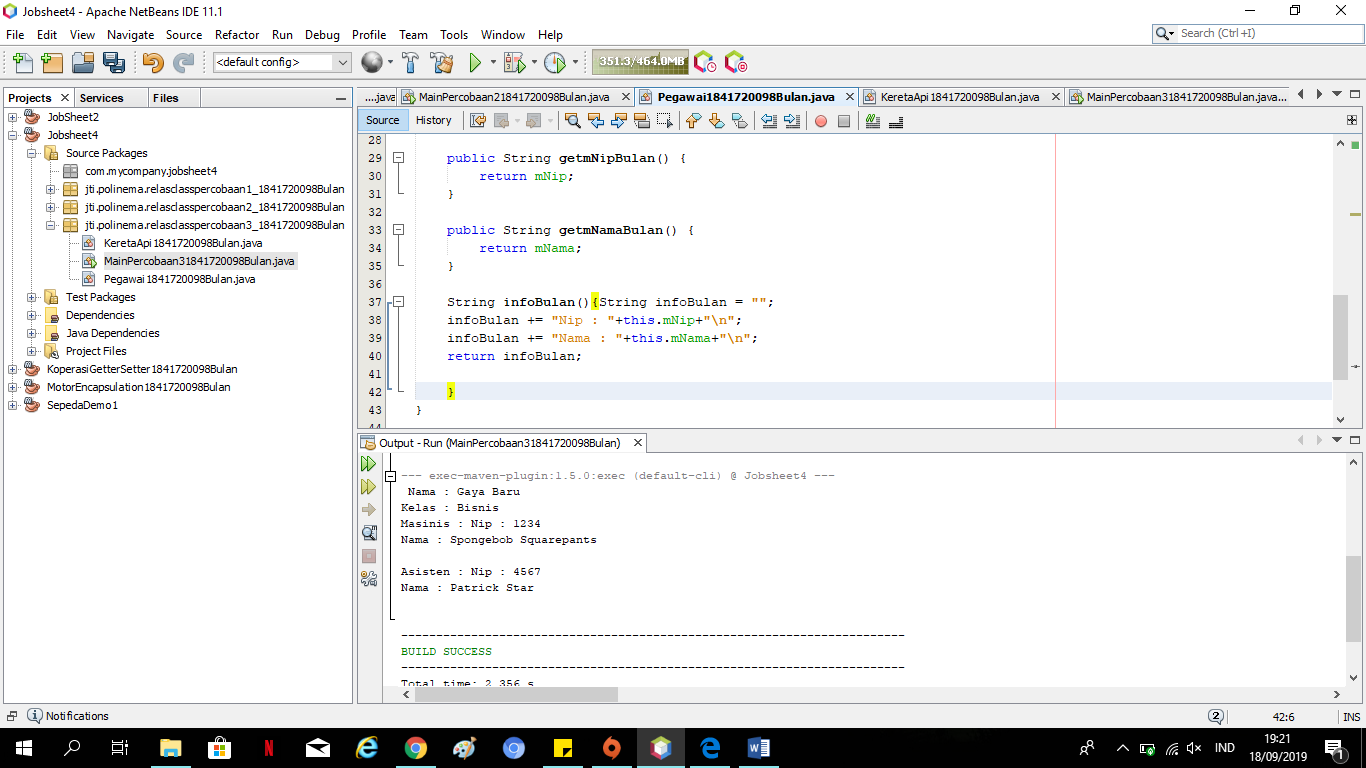 Jobsheet4 - Apache NetBeans IDE 11.1
File Edit View Navigate Source Refactor Run Debug Profile Team Tools Window Help
Search (Ctrl+I)
<default config>
351.3/464.0MB
Projects Services Files
JobSheet2
Jobsheet4
Source Packages
com.mycompany.jobsheet4
jti.polinema.relasclasspercobaan1_1841720098Bulan
jti.polinema.relasclasspercobaan2_1841720098Bulan
jti.polinema.relasclasspercobaan3_1841720098Bulan
KeretaApi1841720098Bulan.java
MainPercobaan31841720098Bulan.java
Pegawai1841720098Bulan.java
Test Packages
Dependencies
Java Dependencies
Project Files
KoperasiGetterSetter1841720098Bulan
MotorEncapsulation1841720098Bulan
SepedaDemo1
....java MainPercobaan21841720098Bulan.java Pegawai1841720098Bulan.java KeretaApi1841720098Bulan.java MainPercobaan31841720098Bulan.java...
Source History
28
29 public String getmNipBulan() {
30 return mNip;
31 }
32
33 public String getmNamaBulan() {
34 return mNama;
35 }
36
37 String infoBulan(){String infoBulan = "";
38 infoBulan += "Nip : "+this.mNip+"\n";
39 infoBulan += "Nama : "+this.mNama+"\n";
40 return infoBulan;
41
42 }
43 }
44
Output - Run (MainPercobaan31841720098Bulan)
--- exec-maven-plugin:1.5.0:exec (default-cli) @ Jobsheet4 ---
Nama : Gaya Baru
Kelas : Bisnis
Masinis : Nip : 1234
Nama : Spongebob Squarepants
Asisten : Nip : 4567
Nama : Patrick Star
------------------------------------------------------------------------
BUILD SUCCESS
------------------------------------------------------------------------
Total time: 2.356 s
Notifications
2
42:6
INS
IND
19:21
18/09/2019
1